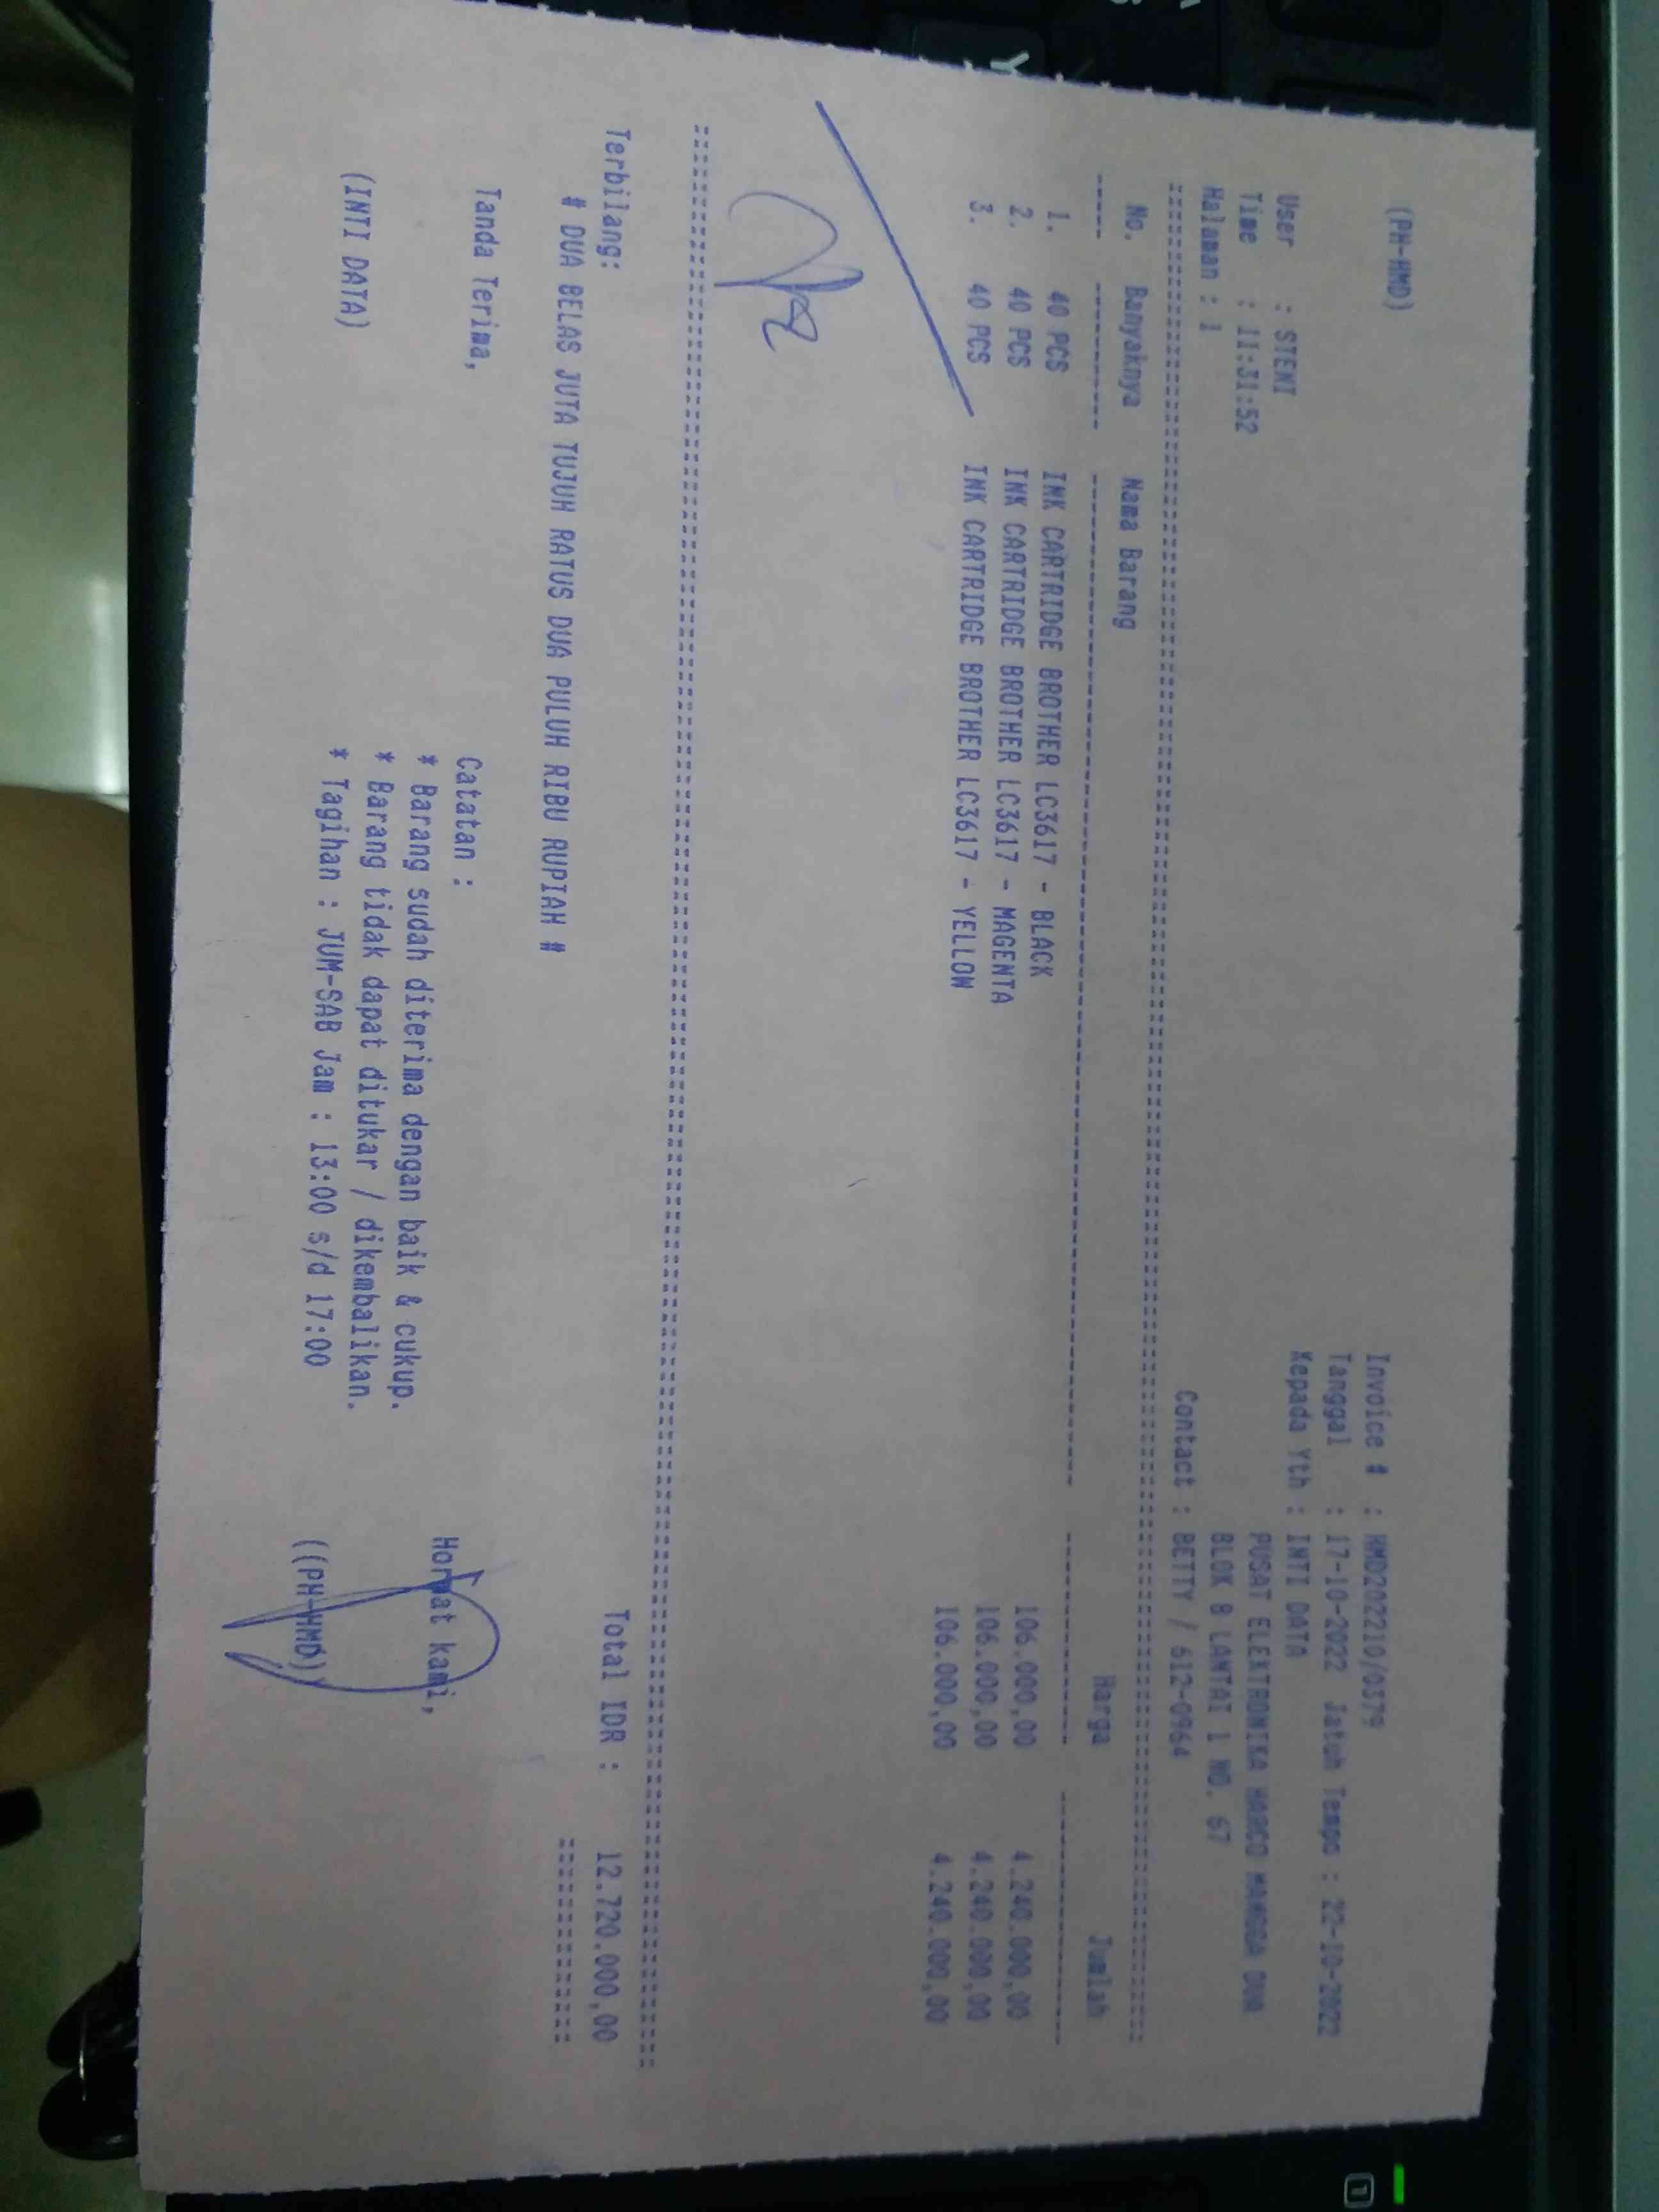 (PH-HMD)
Invoice # : HMD202210/0379
Tanggal : 17-10-2022 Jatuh Tempo : 22-10-2022
User : STENI
Kepada Yth : INTI DATA
Time : 11:31:52
PUSAT ELEKTRONIKA HARCO MANGGA DUA
Halaman : 1
BLOK B LANTAI 1 NO. 67
Contact : BETTY / 612-0964
No. Banyaknya Nama Barang Harga Jumlah
1. 40 PCS INK CARTRIDGE BROTHER LC3617 - BLACK 106.000,00 4.240.000,00
2. 40 PCS INK CARTRIDGE BROTHER LC3617 - MAGENTA 106.000,00 4.240.000,00
3. 40 PCS INK CARTRIDGE BROTHER LC3617 - YELLOW 106.000,00 4.240.000,00
Terbilang: Total IDR : 12.720.000,00
# DUA BELAS JUTA TUJUH RATUS DUA PULUH RIBU RUPIAH #
Tanda Terima, Catatan : Hormat kami,
* Barang sudah diterima dengan baik & cukup.
* Barang tidak dapat ditukar / dikembalikan.
(INTI DATA) * Tagihan : JUM-SAB Jam : 13:00 s/d 17:00 ((PH-HMD))
Y
1